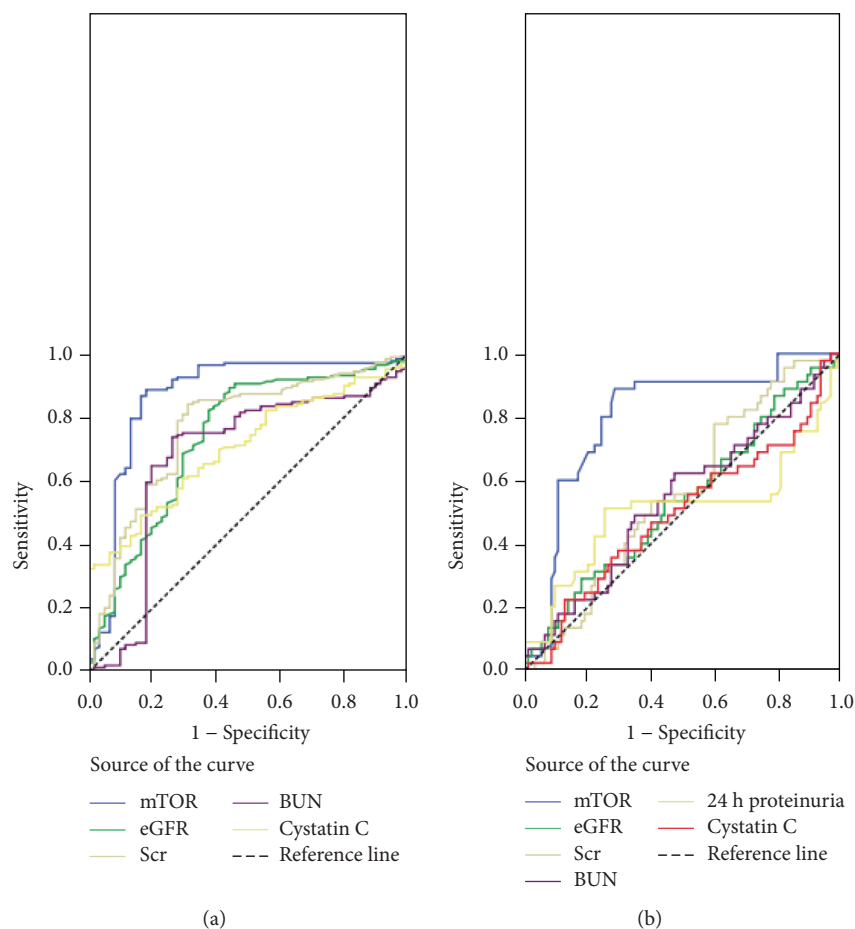 1.0
0.8
0.6
0.4
0.2
0.0
Sensitivity
0.0 0.2 0.4 0.6 0.8 1.0
1 − Specificity
Source of the curve
mTOR BUN
eGFR Cystatin C
Scr Reference line
(a)
1.0
0.8
0.6
0.4
0.2
0.0
Sensitivity
0.0 0.2 0.4 0.6 0.8 1.0
1 − Specificity
Source of the curve
mTOR 24 h proteinuria
eGFR Cystatin C
Scr Reference line
BUN
(b)